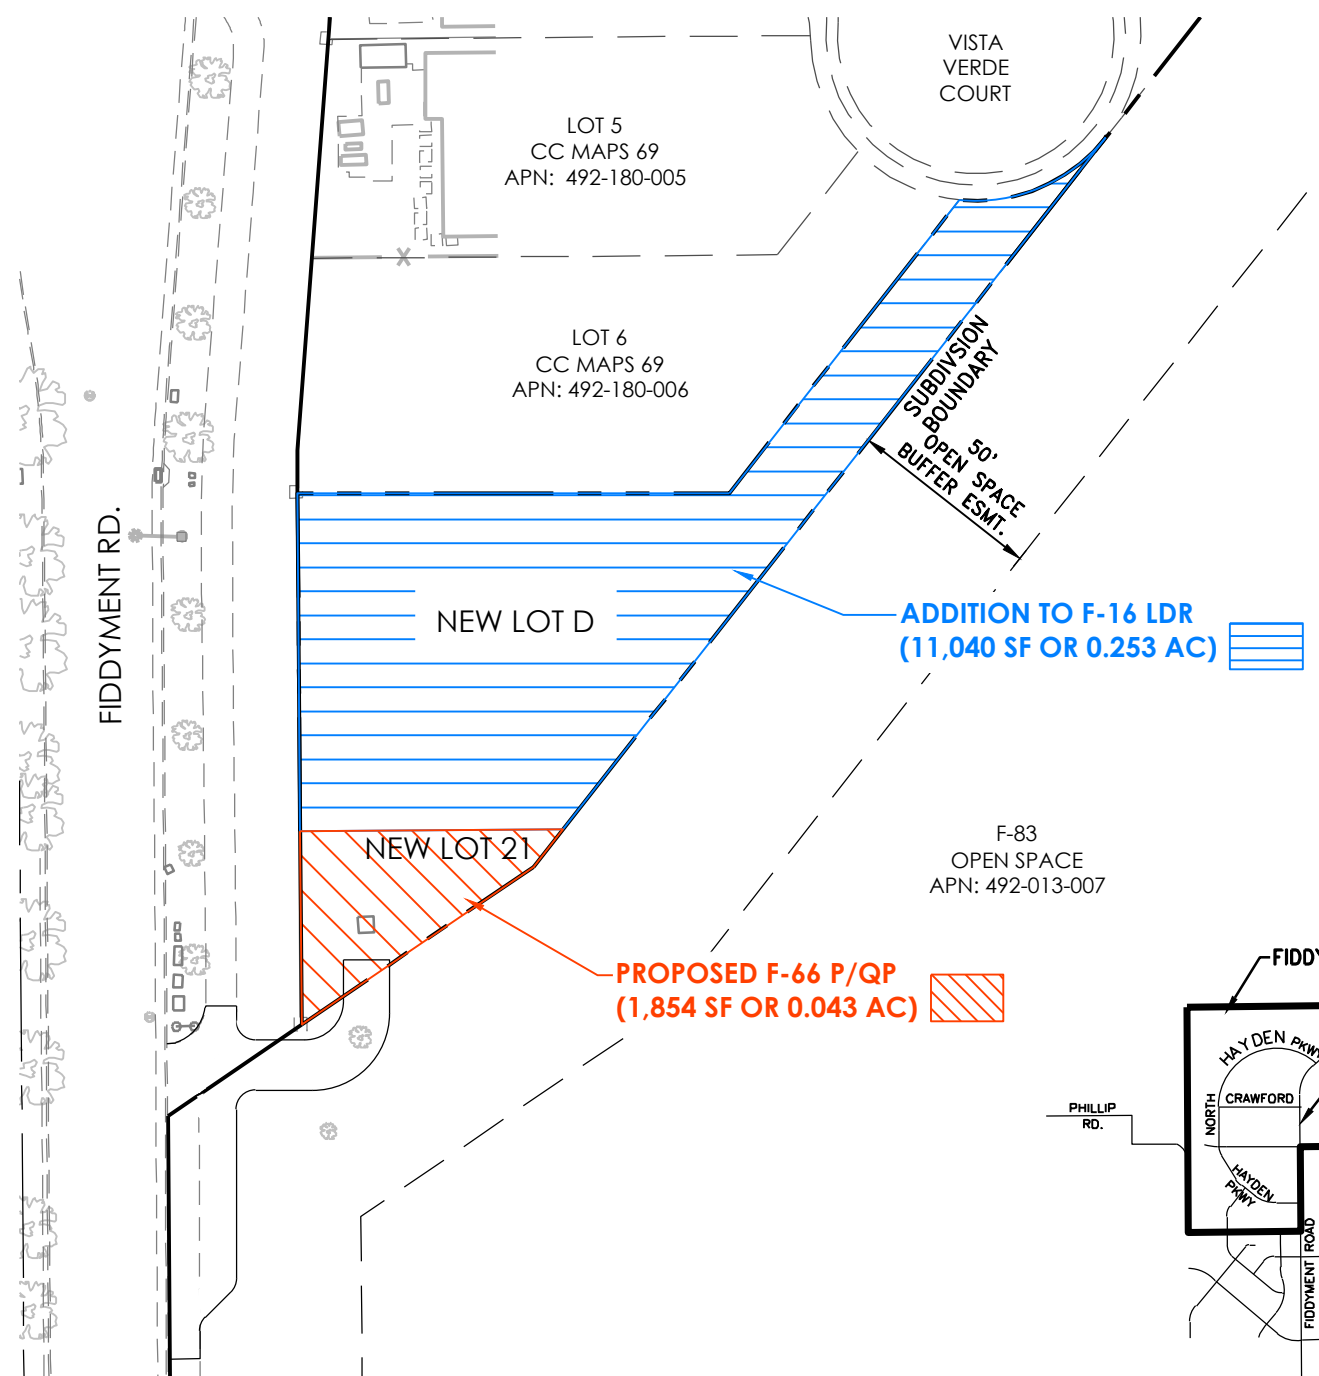 VISTA
VERDE
COURT
LOT 5
CC MAPS 69
APN: 492-180-005
LOT 6
CC MAPS 69
APN: 492-180-006
SUBDIVSION
BOUNDARY
50'
OPEN SPACE
BUFFER ESMT.
FIDDYMENT RD.
NEW LOT D
ADDITION TO F-16 LDR
(11,040 SF OR 0.253 AC)
NEW LOT 21
F-83
OPEN SPACE
APN: 492-013-007
PROPOSED F-66 P/QP
(1,854 SF OR 0.043 AC)
FIDDY
HAYDEN PKWY
NORTH
CRAWFORD
PHILLIP
RD.
HAYDEN
PKWY
FIDDYMENT ROAD